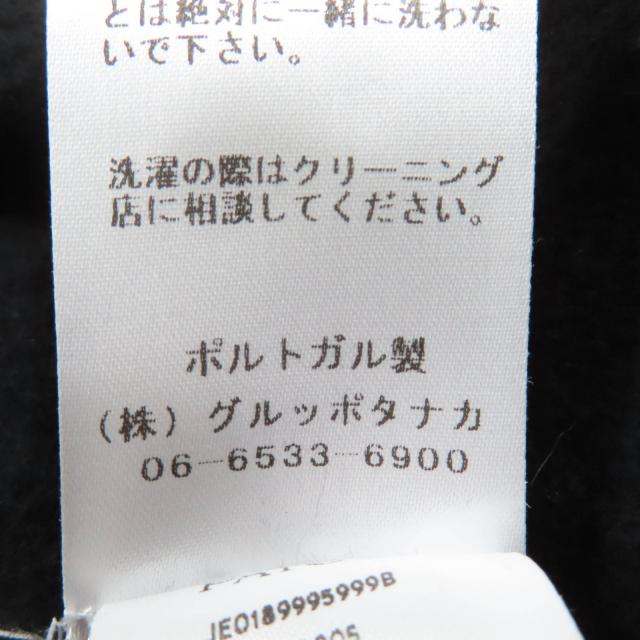 とは絶対に一緒に洗わな
いで下さい。
洗濯の際はクリーニング
店に相談してください。
ポルトガル製
(株) グルッポタナカ
06-6533-6900
JE0189995999B